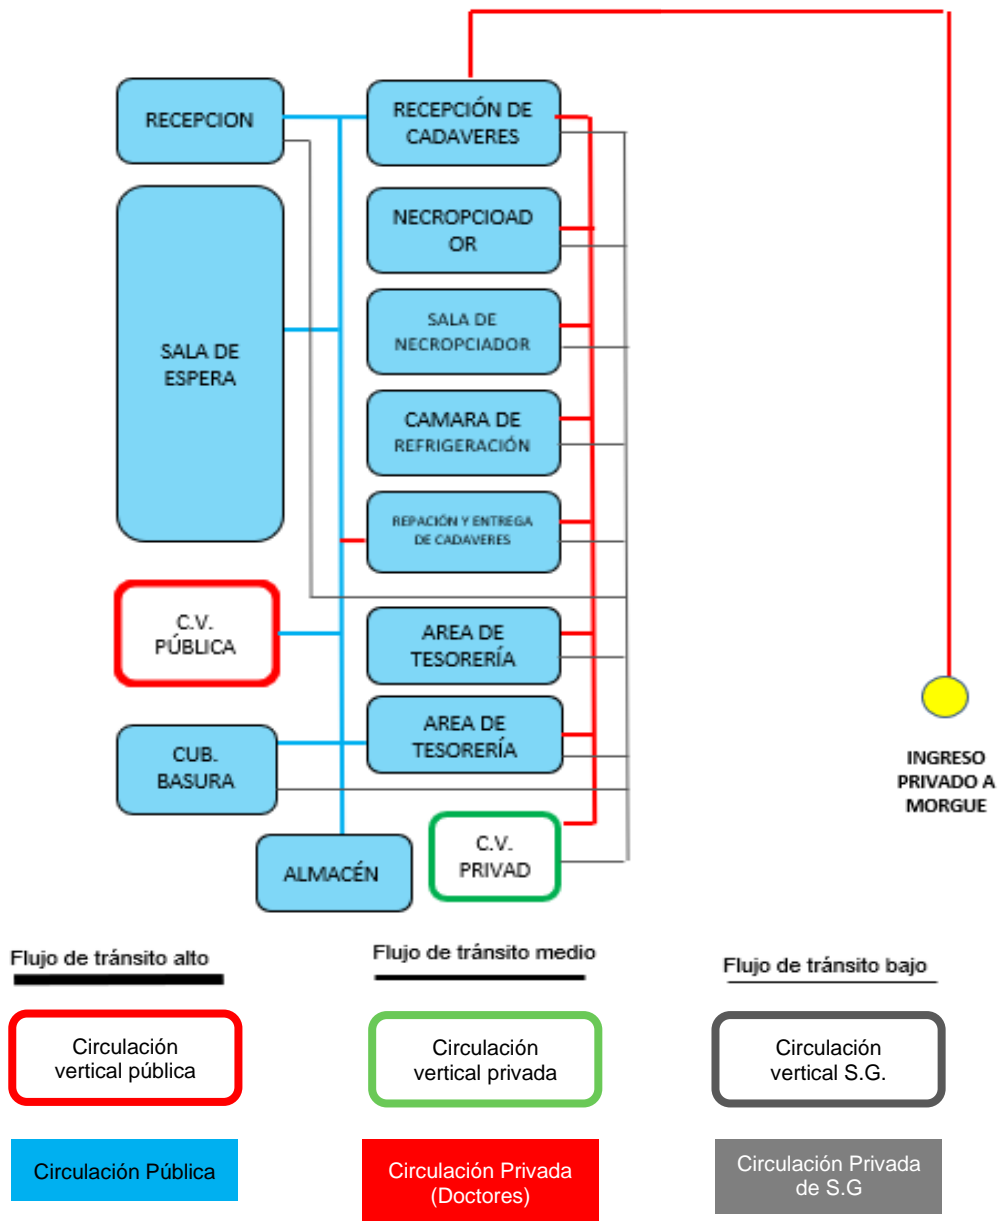 RECEPCION
RECEPCIÓN DE
CADAVERES
NECROPCIOAD
OR
SALA DE
NECROPCIADOR
SALA DE
ESPERA
CAMARA DE
REFRIGERACIÓN
REPACIÓN Y ENTREGA
DE CADAVERES
C.V.
PÚBLICA
AREA DE
TESORERÍA
AREA DE
TESORERÍA
CUB.
BASURA
INGRESO
PRIVADO A
MORGUE
C.V.
PRIVAD
ALMACÉN
Flujo de tránsito alto
Flujo de tránsito medio
Flujo de tránsito bajo
Circulación
vertical pública
Circulación
vertical privada
Circulación
vertical S.G.
Circulación Pública
Circulación Privada
(Doctores)
Circulación Privada
de S.G